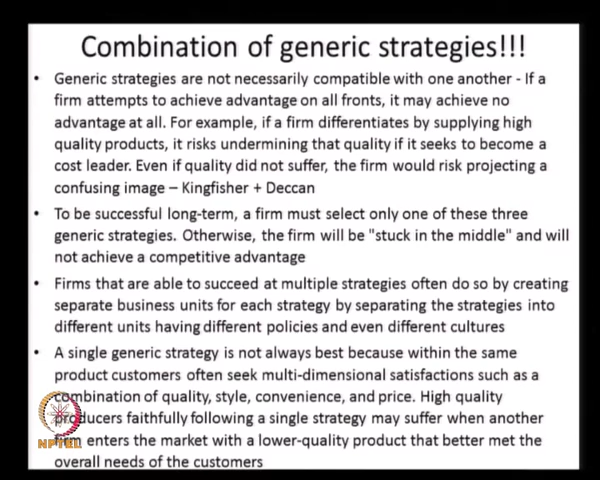 Combination of generic strategies!!!
• Generic strategies are not necessarily compatible with one another - If a
firm attempts to achieve advantage on all fronts, it may achieve no
advantage at all. For example, if a firm differentiates by supplying high
quality products, it risks undermining that quality if it seeks to become a
cost leader. Even if quality did not suffer, the firm would risk projecting a
confusing image – Kingfisher + Deccan
• To be successful long-term, a firm must select only one of these three
generic strategies. Otherwise, the firm will be "stuck in the middle" and will
not achieve a competitive advantage
• Firms that are able to succeed at multiple strategies often do so by creating
separate business units for each strategy by separating the strategies into
different units having different policies and even different cultures
• A single generic strategy is not always best because within the same
product customers often seek multi-dimensional satisfactions such as a
combination of quality, style, convenience, and price. High quality
producers faithfully following a single strategy may suffer when another
firm enters the market with a lower-quality product that better met the
overall needs of the customers
NPTEL